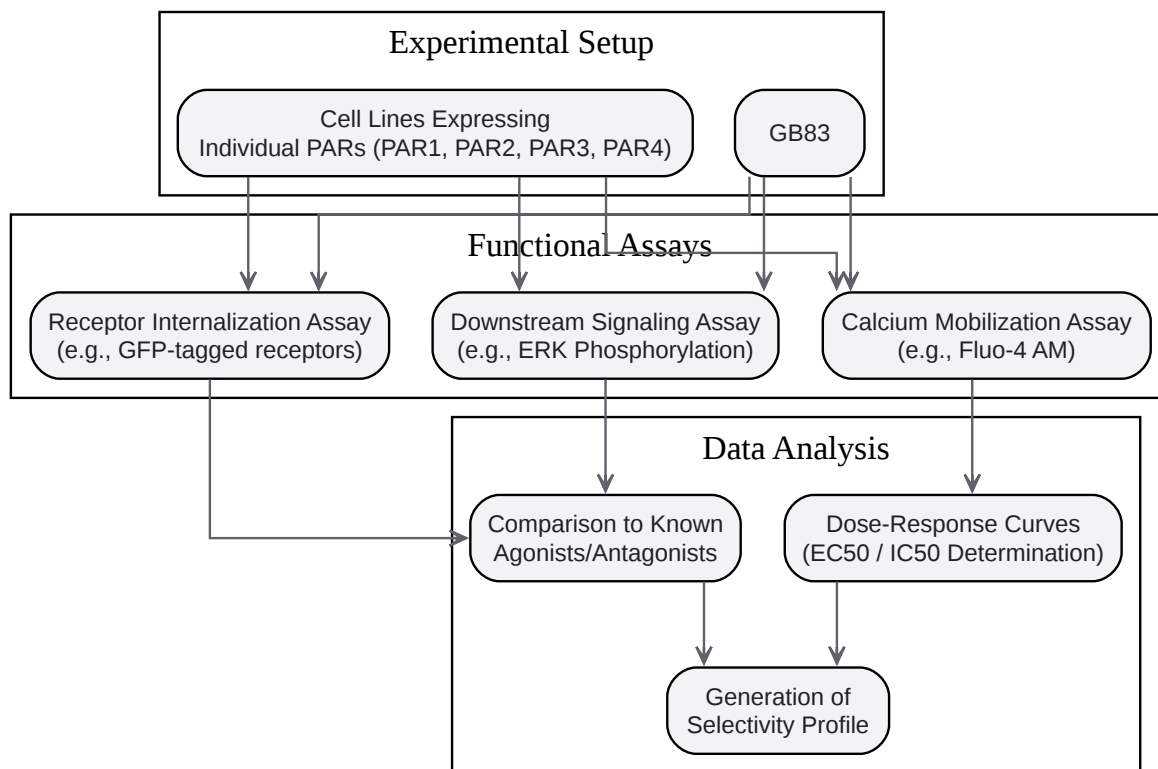 Experimental Setup
Cell Lines Expressing
Individual PARs (PAR1, PAR2, PAR3, PAR4)
GB83
Functional Assays
Receptor Internalization Assay
(e.g., GFP-tagged receptors)
Downstream Signaling Assay
(e.g., ERK Phosphorylation)
Calcium Mobilization Assay
(e.g., Fluo-4 AM)
Data Analysis
Comparison to Known
Agonists/Antagonists
Dose-Response Curves
(EC50 / IC50 Determination)
Generation of
Selectivity Profile